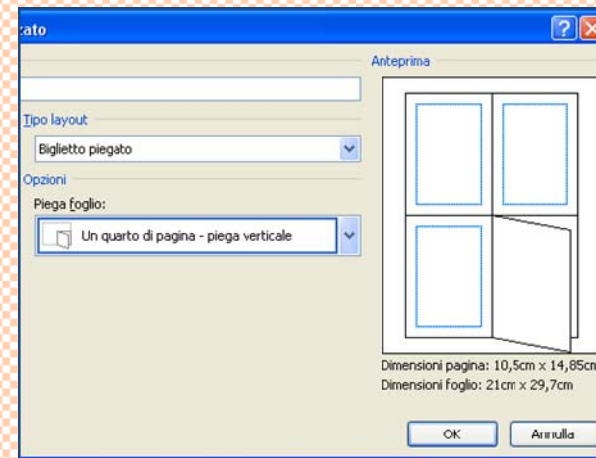 zato
Anteprima
Tipo layout
Biglietto piegato
Opzioni
Piega foglio:
Un quarto di pagina - piega verticale
Dimensioni pagina: 10,5cm x 14,85cm
Dimensioni foglio: 21cm x 29,7cm
OK
Annulla